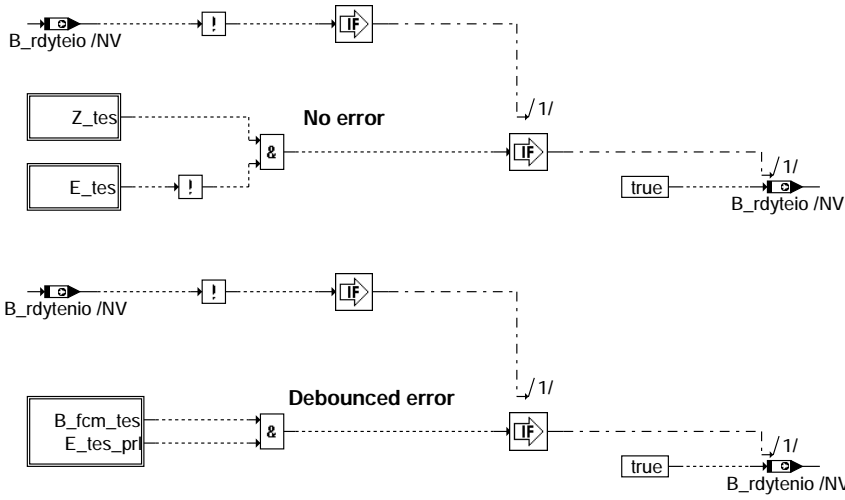 ! IF
B_rdyteio /NV
/1/
Z_tes No error
& IF
/1/
E_tes ! true
B_rdyteio /NV
! IF
B_rdytenio /NV
/1/
Debounced error
B_fcm_tes & IF
E_tes_prl
/1/
true
B_rdytenio /NV